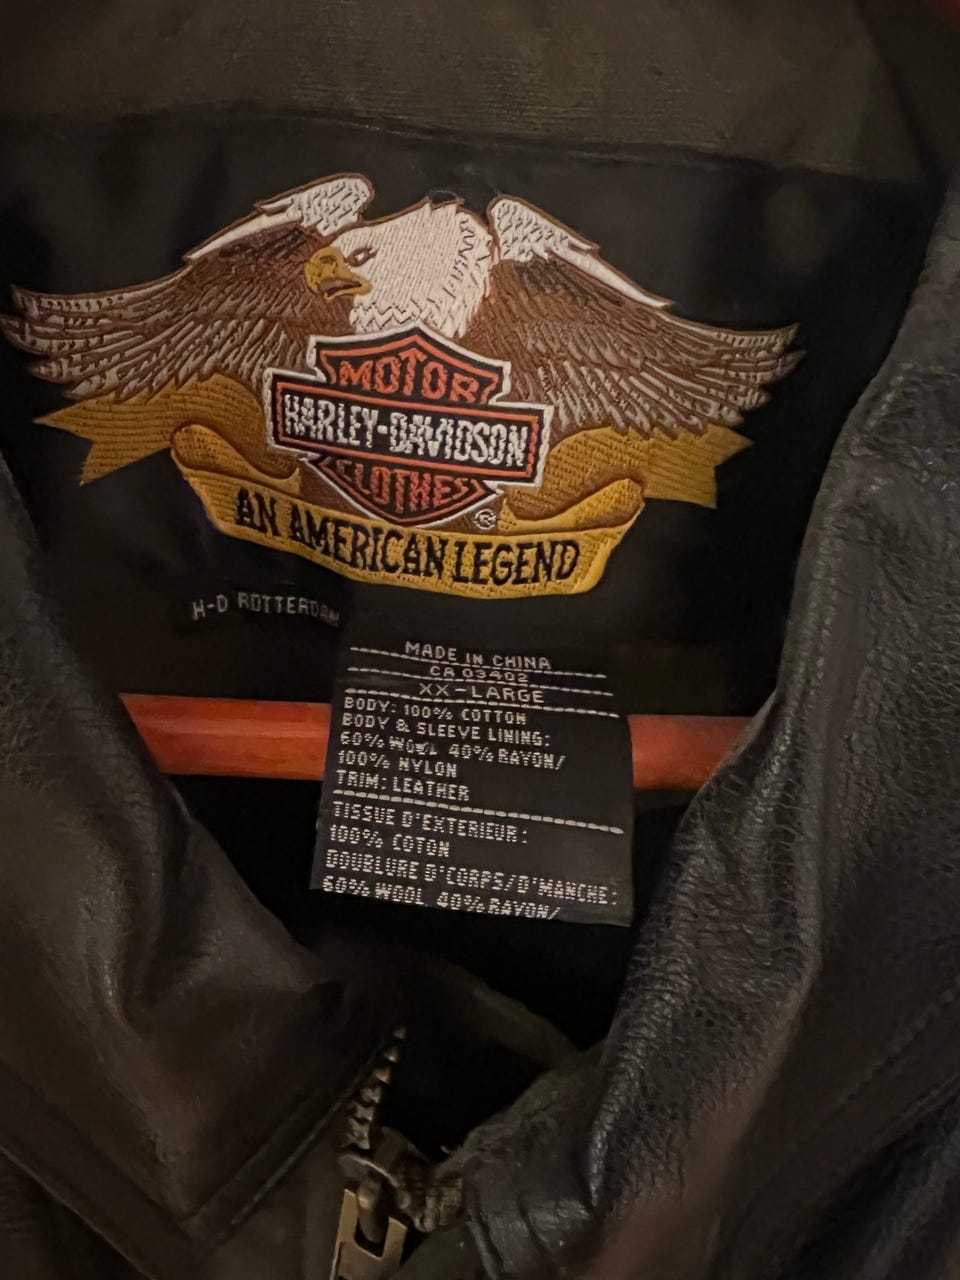 MOTOR
HARLEY-DAVIDSON
CLOTHES
®
AN AMERICAN LEGEND
H-D ROTTERDAM
MADE IN CHINA
CA 03402
XX-LARGE
BODY: 100% COTTON
BODY & SLEEVE LINING:
60% WOOL 40% RAYON/
100% NYLON
TRIM: LEATHER
TISSUE D'EXTERIEUR:
100% COTON
DOUBLURE D'CORPS/D'MANCHE:
60% WOOL 40% RAYON/